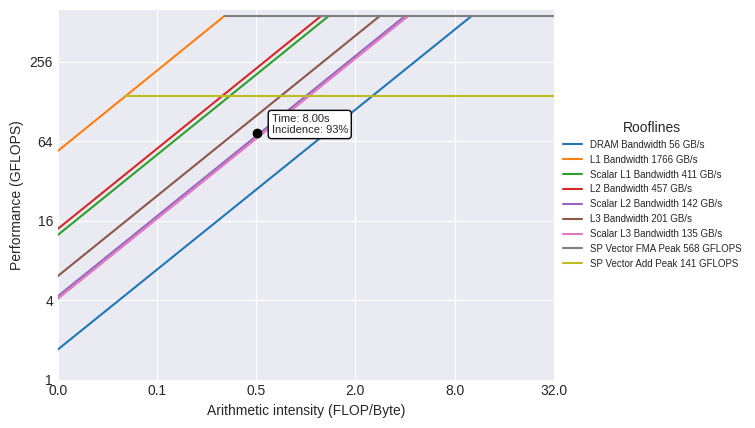 Performance (GFLOPS)
256
64
16
4
1
0.0
0.1
0.5
2.0
8.0
32.0
Arithmetic intensity (FLOP/Byte)
Time: 8.00s
Incidence: 93%
Rooflines
DRAM Bandwidth 56 GB/s
L1 Bandwidth 1766 GB/s
Scalar L1 Bandwidth 411 GB/s
L2 Bandwidth 457 GB/s
Scalar L2 Bandwidth 142 GB/s
L3 Bandwidth 201 GB/s
Scalar L3 Bandwidth 135 GB/s
SP Vector FMA Peak 568 GFLOPS
SP Vector Add Peak 141 GFLOPS